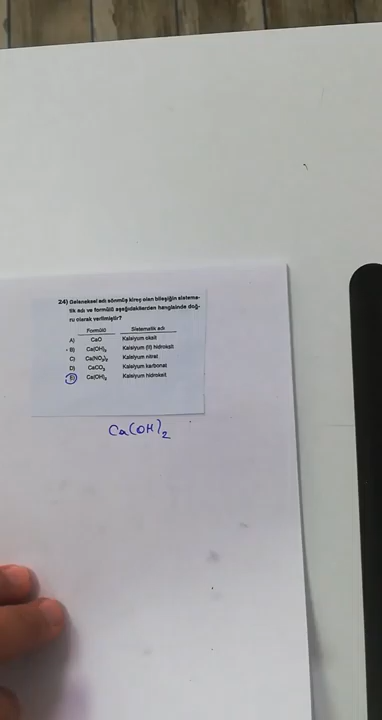 24) Geleneksel adı sönmüş kireç olan bileşiğin sistema-
tik adı ve formülü aşağıdakilerden hangisinde doğ-
ru olarak verilmiştir?
Formülü Sistematik adı
A) CaO Kalsiyum oksit
B) Ca(OH)₂ Kalsiyum (II) hidroksit
C) Ca(NO₃)₂ Kalsiyum nitrat
D) CaCO₃ Kalsiyum karbonat
E) Ca(OH)₂ Kalsiyum hidroksit
Ca(OH)₂